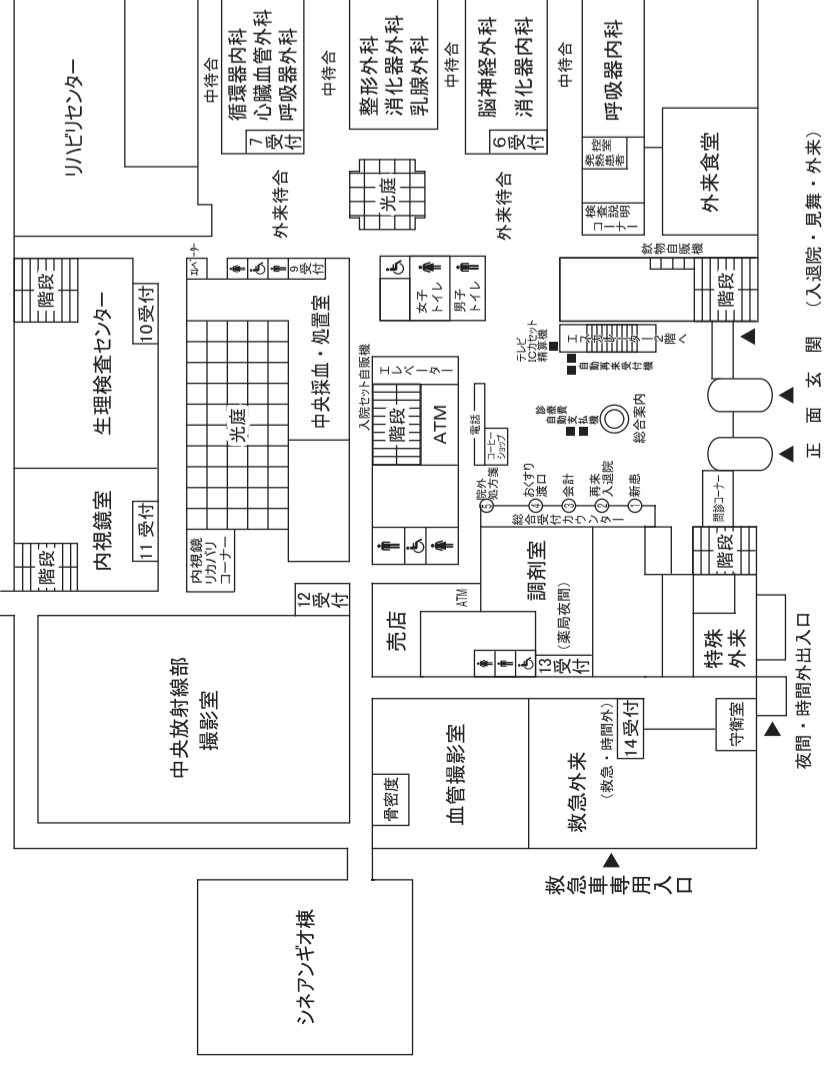 リハビリセンター
中待合
循環器内科
心臓血管外科
呼吸器外科
7
受付
中待合
整形外科
消化器外科
乳腺外科
中待合
脳神経外科
消化器内科
6
受付
中待合
呼吸器内科
発熱患者
控室
検査説明
コーナー
外来食堂
外来待合
光庭
外来待合
階段
生理検査センター
10受付
エレベーター
9
受付
中央採血・処置室
光庭
女子
トイレ
男子
トイレ
飲物自販機
階段
エスカレーター2階へ
テレビ
ICカセット
精算機
自動再来受付機
入院セット自販機
エレベーター
階段
ATM
電話
コーヒー
ショップ
診療費
自動支払機
総合案内
階段
内視鏡室
11受付
内視鏡
リカバリ
コーナー
⑤院外
処方箋
④おくすり
渡口
③会計
②再来
入退院
①新患
総合受付カウンター
問診コーナー
階段
正面玄関
(入退院・見舞・外来)
12
受付
売店
ATM
調剤室
(薬局夜間)
13
受付
特殊
外来
中央放射線部
撮影室
骨密度
血管撮影室
救急外来
(救急・時間外)
14受付
守衛室
夜間・時間外出入口
救急車専用入口
シネアンギオ棟